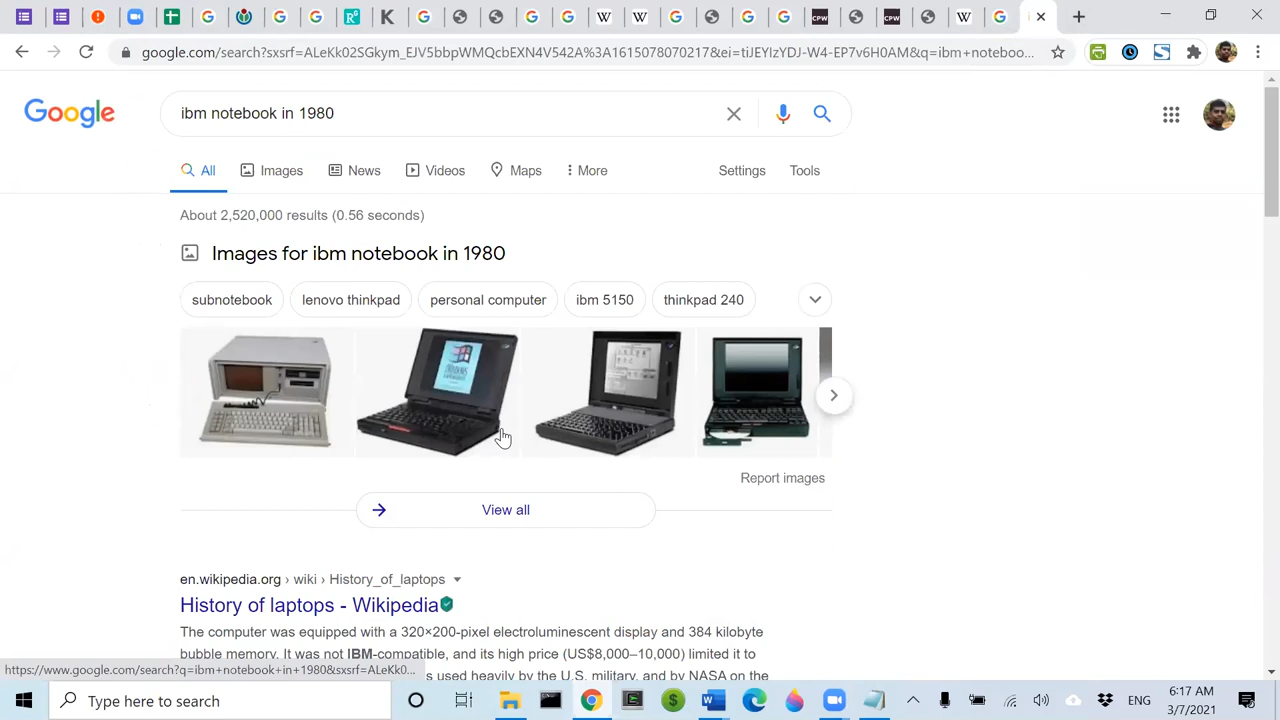 google.com/search?sxsrf=ALeKk02SGkym_EJV5bbpWMQcbEXN4V542A%3A1615078070217&ei=tiJEYIzYDJ-W4-EP7v6H0AM&q=ibm+noteboo...
Google
ibm notebook in 1980
All Images News Videos Maps More Settings Tools
About 2,520,000 results (0.56 seconds)
Images for ibm notebook in 1980
subnotebook lenovo thinkpad personal computer ibm 5150 thinkpad 240
Report images
View all
en.wikipedia.org › wiki › History_of_laptops
History of laptops - Wikipedia
The computer was equipped with a 320×200-pixel electroluminescent display and 384 kilobyte
bubble memory. It was not IBM-compatible, and its high price (US$8,000–10,000) limited it to
used heavily by the U.S. military, and by NASA on the
https://www.google.com/search?q=ibm+notebook+in+1980&sxsrf=ALeKk0...
Type here to search
ENG
6:17 AM
3/7/2021